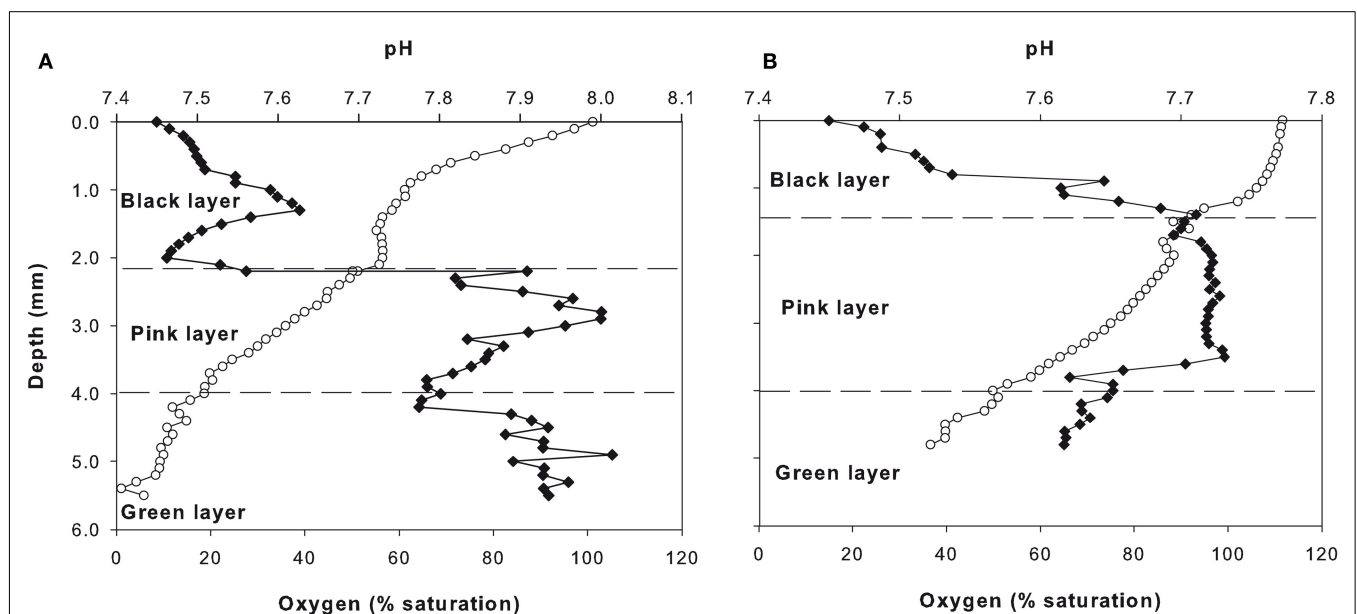 A
pH
7.4 7.5 7.6 7.7 7.8 7.9 8.0 8.1
0.0
1.0
2.0
3.0
4.0
5.0
6.0
Depth (mm)
Black layer
Pink layer
Green layer
0 20 40 60 80 100 120
Oxygen (% saturation)
B
pH
7.4 7.5 7.6 7.7 7.8
Black layer
Pink layer
Green layer
0 20 40 60 80 100 120
Oxygen (% saturation)